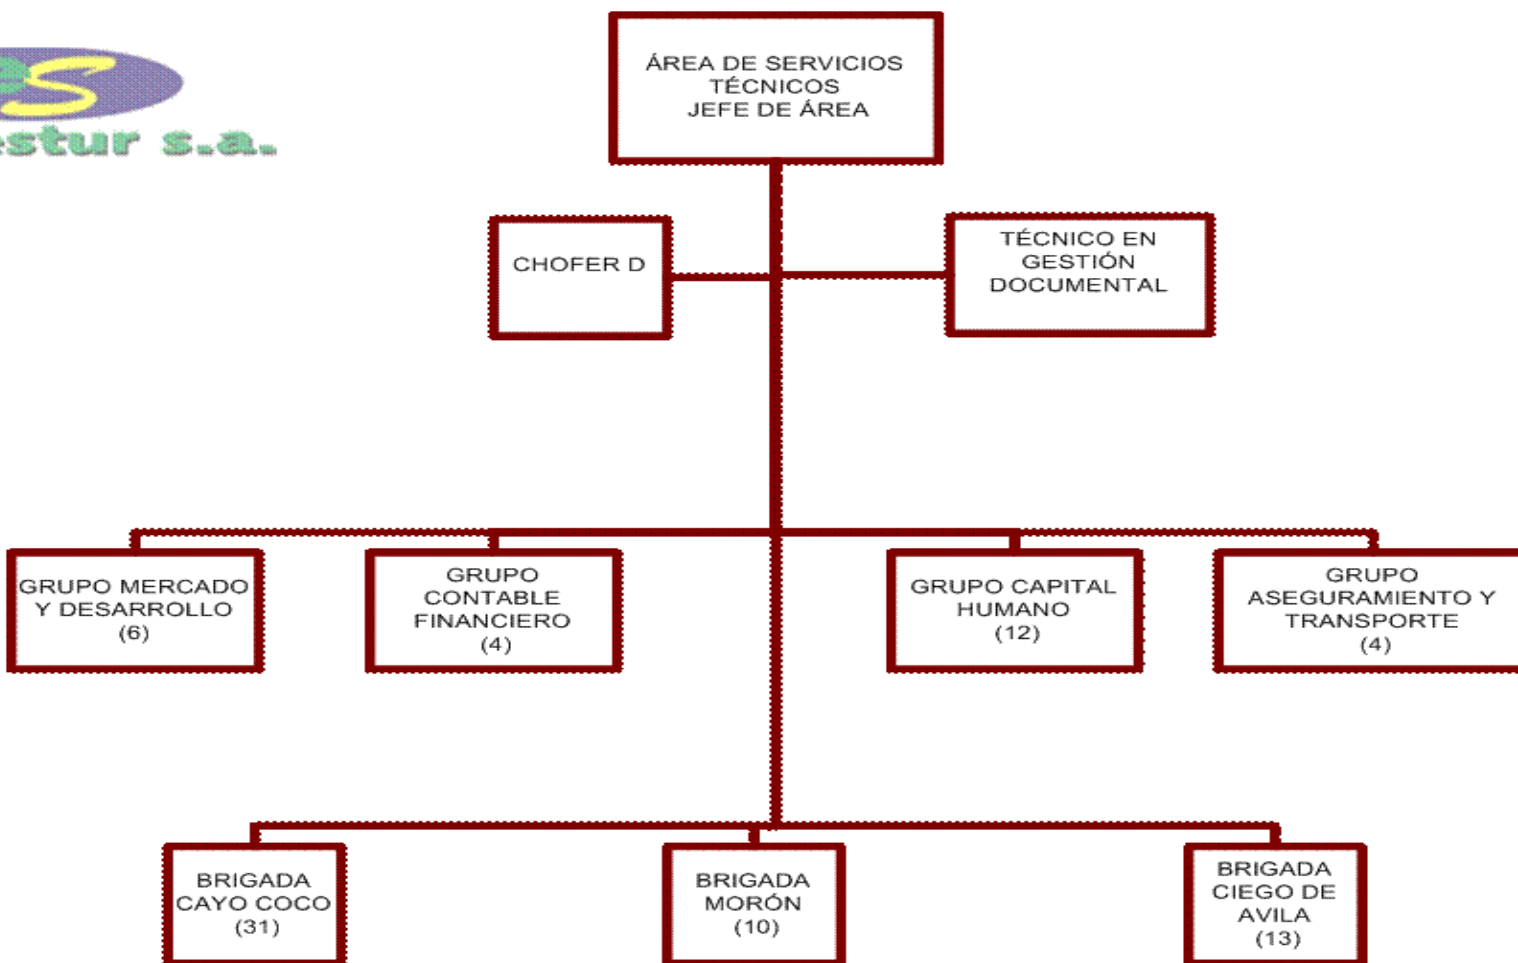 s
estur s.a.
ÁREA DE SERVICIOS
TÉCNICOS
JEFE DE ÁREA
CHOFER D
TÉCNICO EN
GESTIÓN
DOCUMENTAL
GRUPO MERCADO
Y DESARROLLO
(6)
GRUPO
CONTABLE
FINANCIERO
(4)
GRUPO CAPITAL
HUMANO
(12)
GRUPO
ASEGURAMIENTO Y
TRANSPORTE
(4)
BRIGADA
CAYO COCO
(31)
BRIGADA
MORÓN
(10)
BRIGADA
CIEGO DE
AVILA
(13)